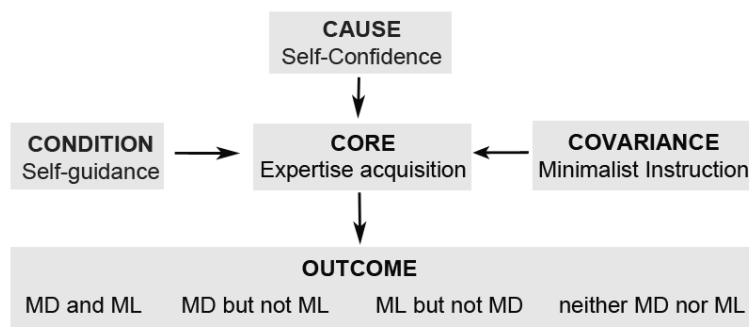 CAUSE
Self-Confidence
CONDITION
Self-guidance
CORE
Expertise acquisition
COVARIANCE
Minimalist Instruction
OUTCOME
MD and ML MD but not ML ML but not MD neither MD nor ML